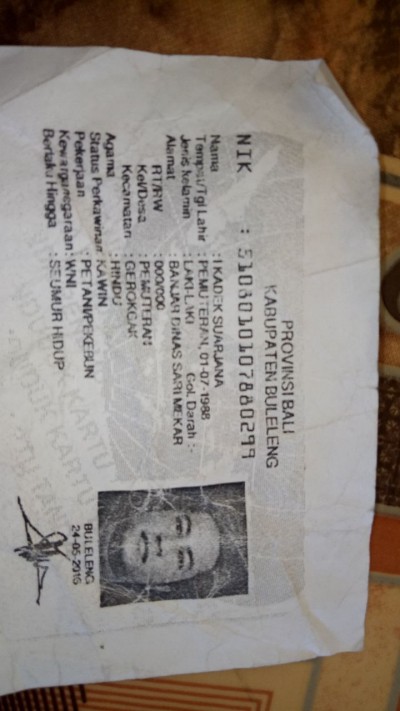 PROVINSI BALI
KABUPATEN BULELENG
NIK :
Nama : I KADEK SUARJANA
Tempat/Tgl Lahir : PEMUTERAN, 01-07-1988
Jenis kelamin : LAKI-LAKI Gol. Darah : -
Alamat : BANJAR DINAS SARI MEKAR
RT/RW : 000/000
Kel/Desa : PEMUTERAN
Kecamatan : GEROKGAK
Agama : HINDU
Status Perkawinan: KAWIN
Pekerjaan : PETANI/PEKEBUN
Kewarganegaraan: WNI
Berlaku Hingga : SEUMUR HIDUP
BULELENG
24-05-2016